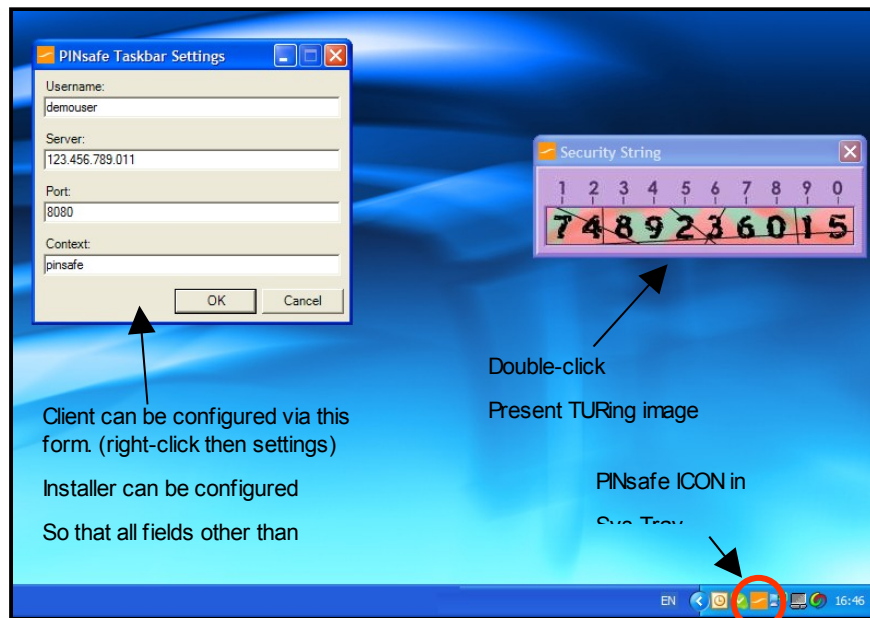 PINsafe Taskbar Settings
Username:
demouser
Server:
123.456.789.011
Port:
8080
Context:
pinsafe
OK Cancel
Security String
1 2 3 4 5 6 7 8 9 0
7 4 8 9 2 3 6 0 1 5
Double-click
Present TURing image
Client can be configured via this
form. (right-click then settings)
Installer can be configured
So that all fields other than
PINsafe ICON in
Sys Tray
EN 16:46